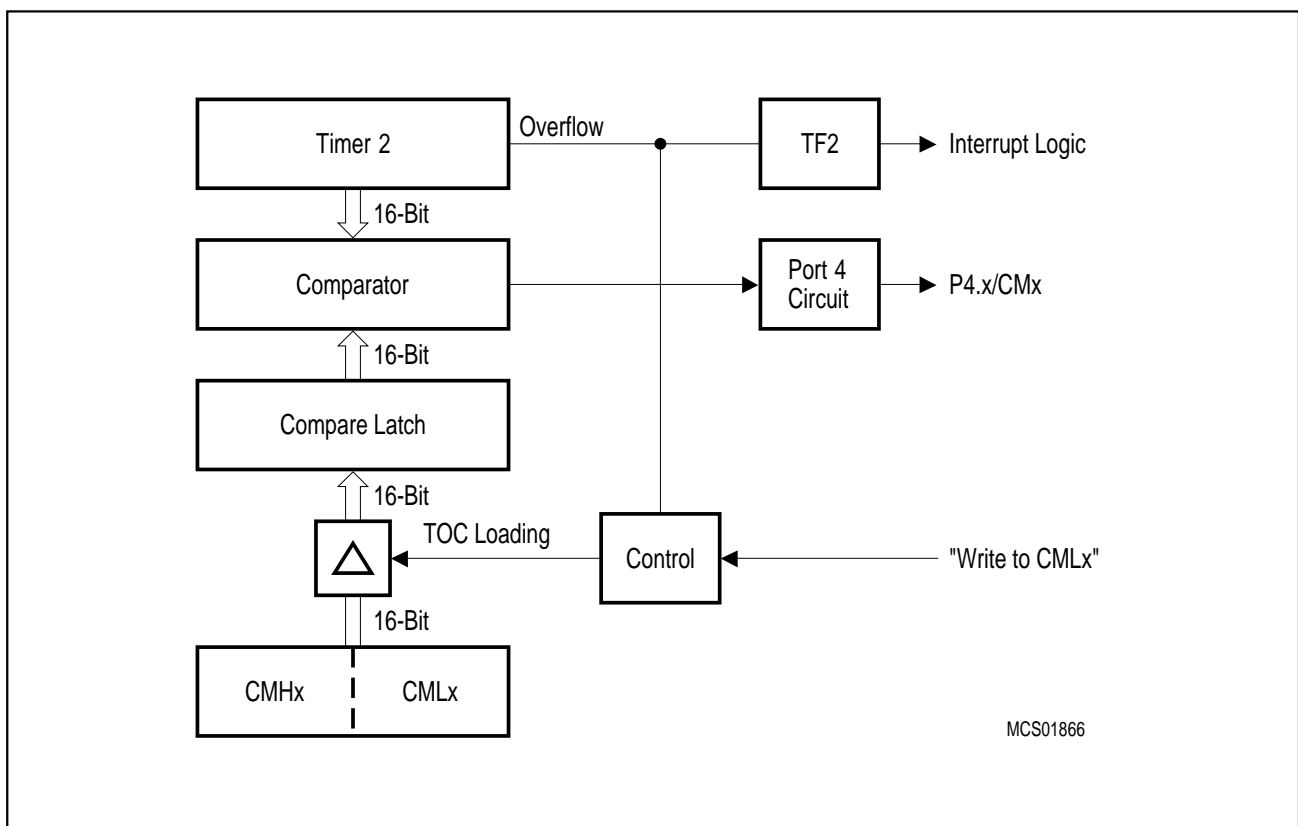 Timer 2
Overflow
TF2
Interrupt Logic
16-Bit
Comparator
Port 4
Circuit
P4.x/CMx
16-Bit
Compare Latch
16-Bit
TOC Loading
Control
"Write to CMLx"
16-Bit
CMHx
CMLx
MCS01866